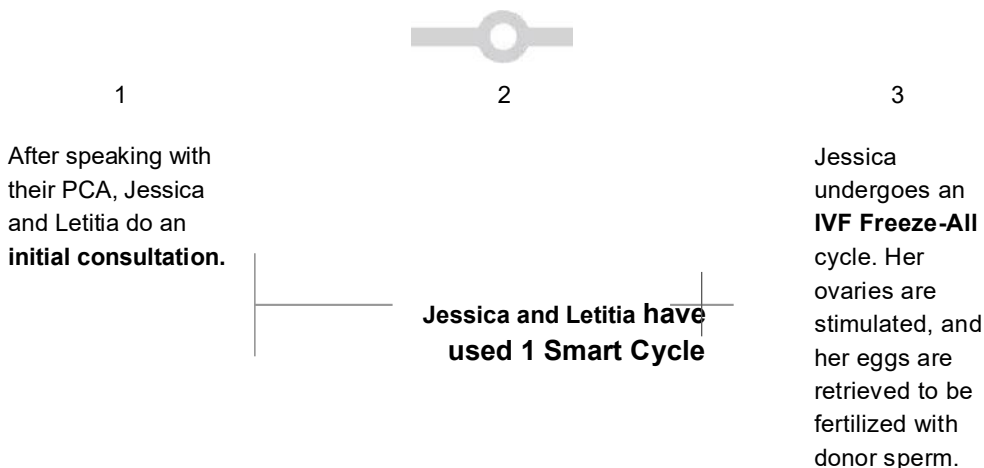 1
After speaking with
their PCA, Jessica
and Letitia do an
initial consultation.
2
Jessica and Letitia have
used 1 Smart Cycle
3
Jessica
undergoes an
IVF Freeze-All
cycle. Her
ovaries are
stimulated, and
her eggs are
retrieved to be
fertilized with
donor sperm.